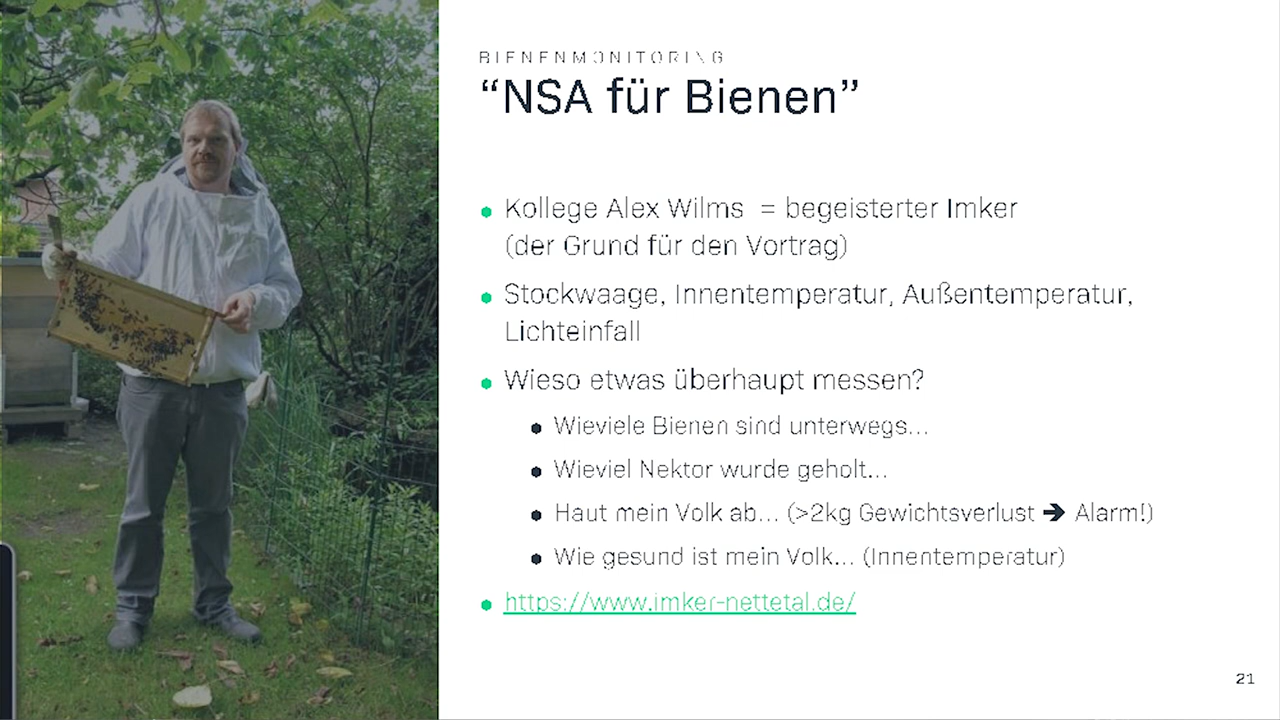 BIENENMONITORING
“NSA für Bienen”
Kollege Alex Wilms = begeisterter Imker
(der Grund für den Vortrag)
Stockwaage, Innentemperatur, Außentemperatur,
Lichteinfall
Wieso etwas überhaupt messen?
Wieviele Bienen sind unterwegs...
Wieviel Nektor wurde geholt...
Haut mein Volk ab... (>2kg Gewichtsverlust ➔ Alarm!)
Wie gesund ist mein Volk... (Innentemperatur)
https://www.imker-nettetal.de/
21